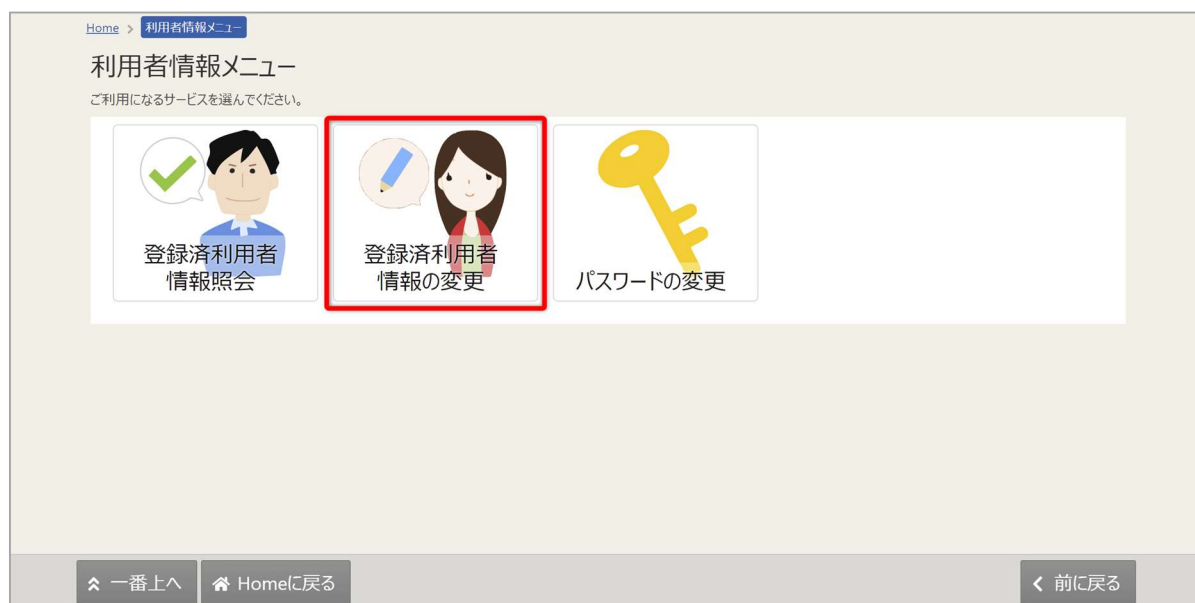 Home > 利用者情報メニュー
利用者情報メニュー
ご利用になるサービスを選んでください。
登録済利用者
情報照会
登録済利用者
情報の変更
パスワードの変更
一番上へ
Homeに戻る
前に戻る